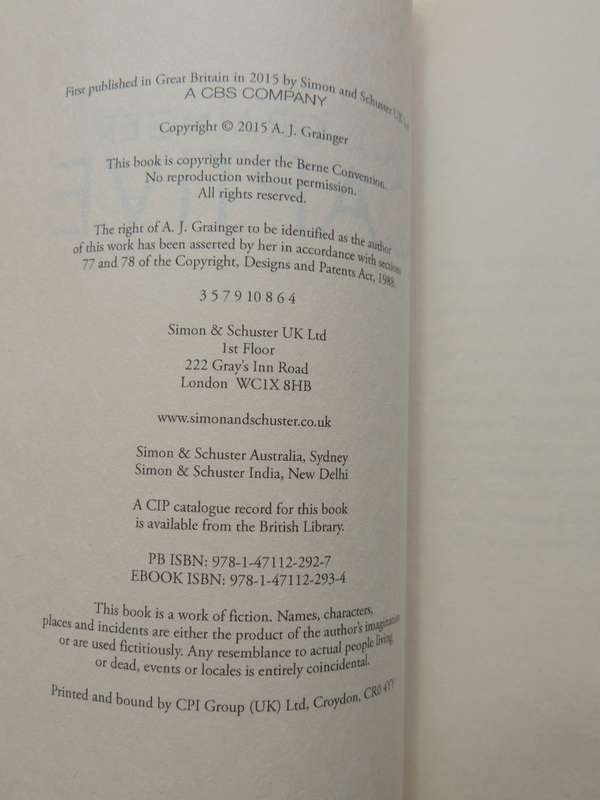 First published in Great Britain in 2015 by Simon and Schuster UK
A CBS COMPANY
Copyright © 2015 A. J. Grainger
This book is copyright under the Berne Convention.
No reproduction without permission.
All rights reserved.
The right of A. J. Grainger to be identified as the author
of this work has been asserted by her in accordance with sections
77 and 78 of the Copyright, Designs and Patents Act, 1988.
3 5 7 9 10 8 6 4
Simon & Schuster UK Ltd
1st Floor
222 Gray's Inn Road
London WC1X 8HB
www.simonandschuster.co.uk
Simon & Schuster Australia, Sydney
Simon & Schuster India, New Delhi
A CIP catalogue record for this book
is available from the British Library.
PB ISBN: 978-1-47112-292-7
EBOOK ISBN: 978-1-47112-293-4
This book is a work of fiction. Names, characters,
places and incidents are either the product of the author's imagination
or are used fictitiously. Any resemblance to actual people living
or dead, events or locales is entirely coincidental.
Printed and bound by CPI Group (UK) Ltd, Croydon, CR0 4YY